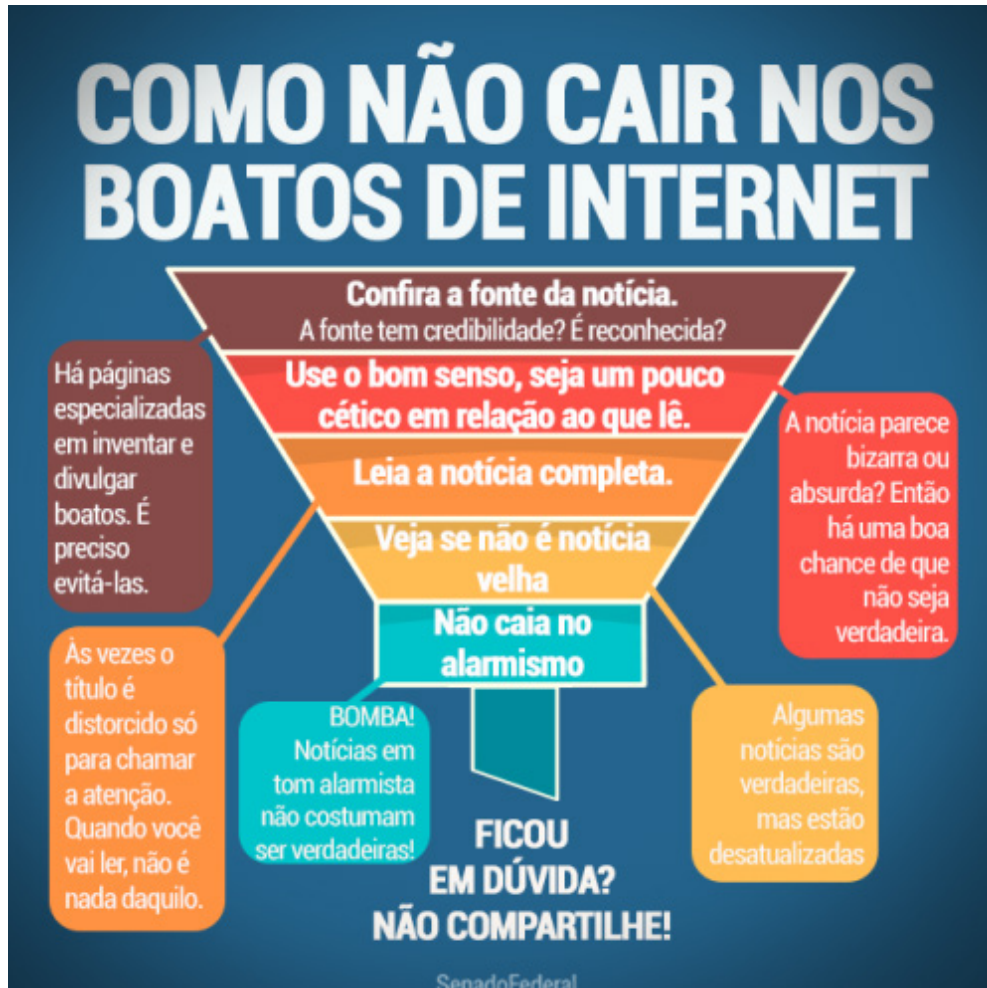 COMO NÃO CAIR NOS
BOATOS DE INTERNET
Confira a fonte da notícia.
A fonte tem credibilidade? É reconhecida?
Há páginas
especializadas
em inventar e
divulgar
boatos. É
preciso
evitá-las.
Use o bom senso, seja um pouco
cético em relação ao que lê.
A notícia parece
bizarra ou
absurda? Então
há uma boa
chance de que
não seja
verdadeira.
Leia a notícia completa.
Às vezes o
título é
distorcido só
para chamar
a atenção.
Quando você
vai ler, não é
nada daquilo.
Veja se não é notícia
velha
Algumas
notícias são
verdadeiras,
mas estão
desatualizadas
Não caia no
alarmismo
BOMBA!
Notícias em
tom alarmista
não costumam
ser verdadeiras!
FICOU
EM DÚVIDA?
NÃO COMPARTILHE!
SenadoFederal